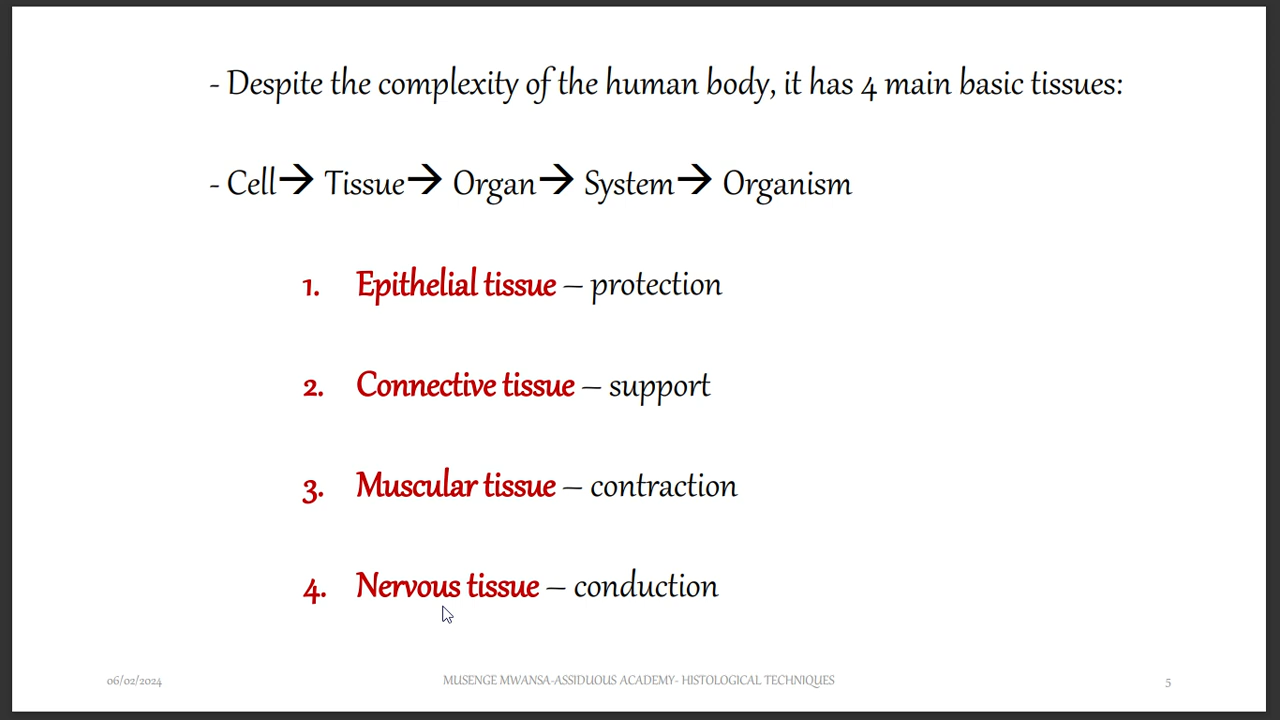 - Despite the complexity of the human body, it has 4 main basic tissues:
- Cell→ Tissue→ Organ→ System→ Organism
1. Epithelial tissue – protection
2. Connective tissue – support
3. Muscular tissue – contraction
4. Nervous tissue – conduction
06/02/2024 MUSENGE MWANSA-ASSIDUOUS ACADEMY- HISTOLOGICAL TECHNIQUES 5